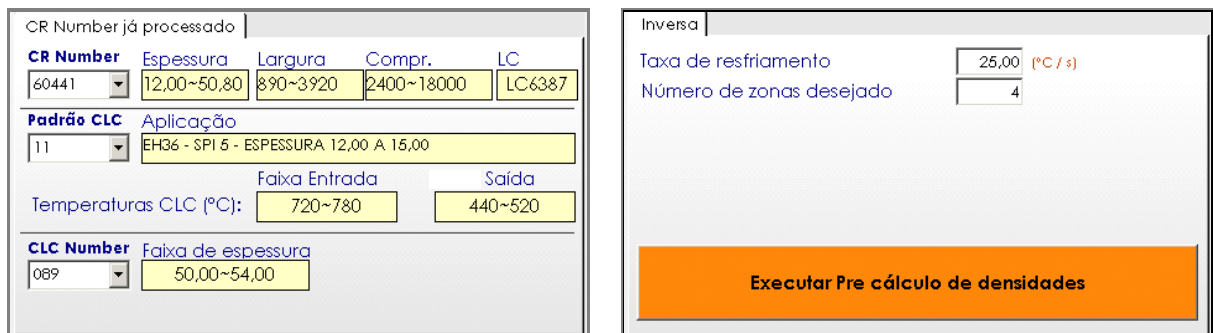 CR Number já processado
CR Number Espessura Largura Compr. LC
60441 12,00~50,80 890~3920 2400~18000 LC6387
Padrão CLC Aplicação
11 EH36 - SPI 5 - ESPESSURA 12,00 A 15,00
Faixa Entrada Saída
Temperaturas CLC (ºC): 720~780 440~520
CLC Number Faixa de espessura
089 50,00~54,00
Inversa
Taxa de resfriamento 25,00 (ºC / s)
Número de zonas desejado 4
Executar Pre cálculo de densidades